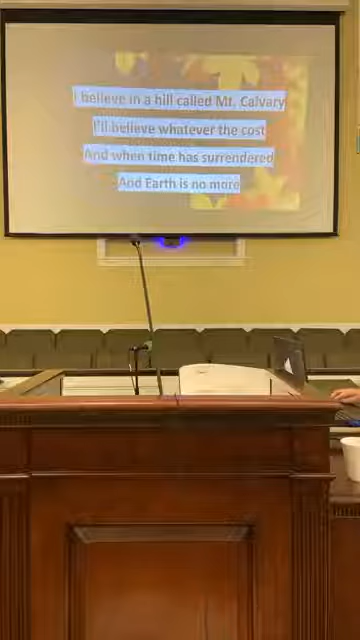 I believe in a hill called Mt. Calvary
I'll believe whatever the cost
And when time has surrendered
And Earth is no more